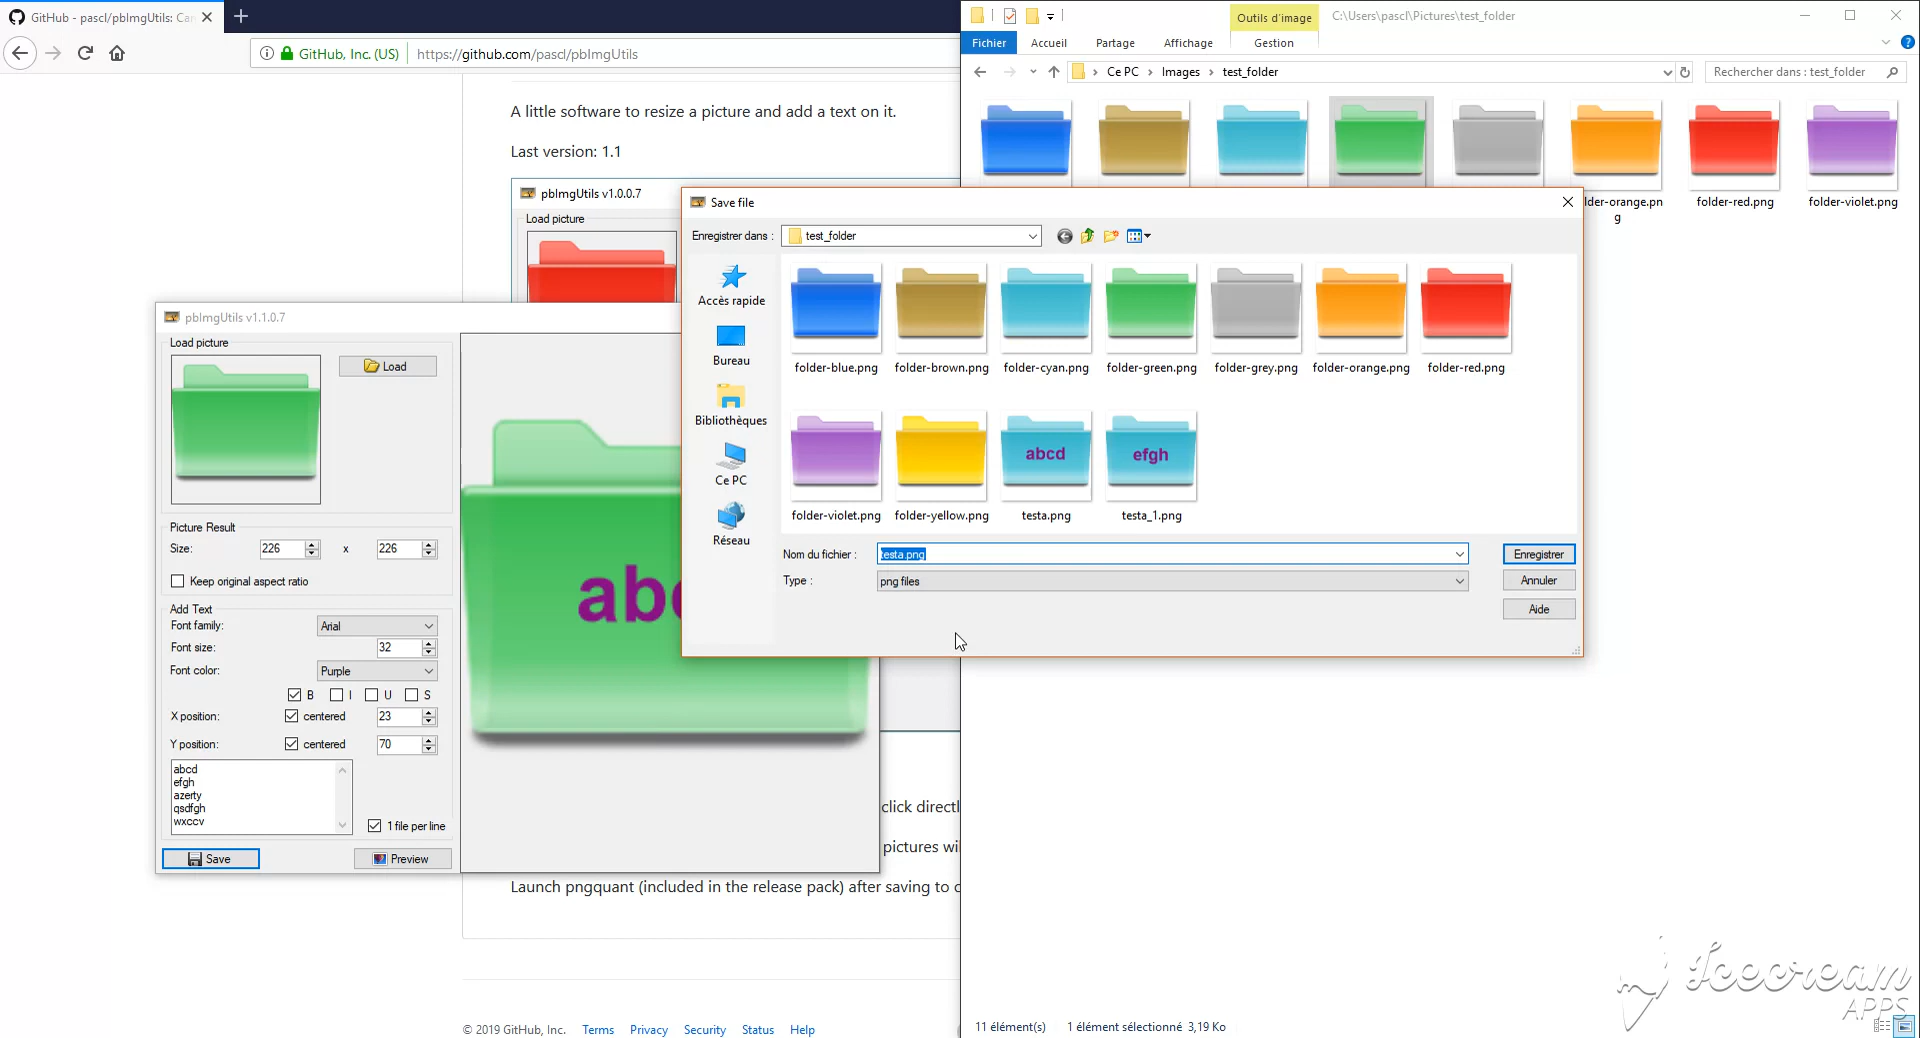 GitHub - pascl/pbImgUtils: Can
GitHub, Inc. (US)
https://github.com/pascl/pbImgUtils
A little software to resize a picture and add a text on it.
Last version: 1.1
pbImgUtils v1.0.0.7
Load picture
Outils d'image
C:\Users\pascl\Pictures\test_folder
Fichier
Accueil
Partage
Affichage
Gestion
Ce PC
Images
test_folder
Rechercher dans : test_folder
lder-orange.pn
g
folder-red.png
folder-violet.png
Save file
Enregistrer dans :
test_folder
Accès rapide
Bureau
Bibliothèques
Ce PC
Réseau
folder-blue.png
folder-brown.png
folder-cyan.png
folder-green.png
folder-grey.png
folder-orange.png
folder-red.png
abcd
efgh
folder-violet.png
folder-yellow.png
testa.png
testa_1.png
Nom du fichier :
testa.png
Enregistrer
Type :
png files
Annuler
Aide
pbImgUtils v1.1.0.7
Load picture
Load
Picture Result
Size:
226
x
226
Keep original aspect ratio
Add Text
Font family:
Arial
Font size:
32
Font color:
Purple
B
I
U
S
X position:
centered
23
Y position:
centered
70
abcd
efgh
azerty
qsdfgh
wxccv
1 file per line
Save
Preview
click directl
pictures wi
Launch pngquant (included in the release pack) after saving to
© 2019 GitHub, Inc.
Terms
Privacy
Security
Status
Help
11 élément(s)
1 élément sélectionné 3,19 Ko
Icecream
APPS